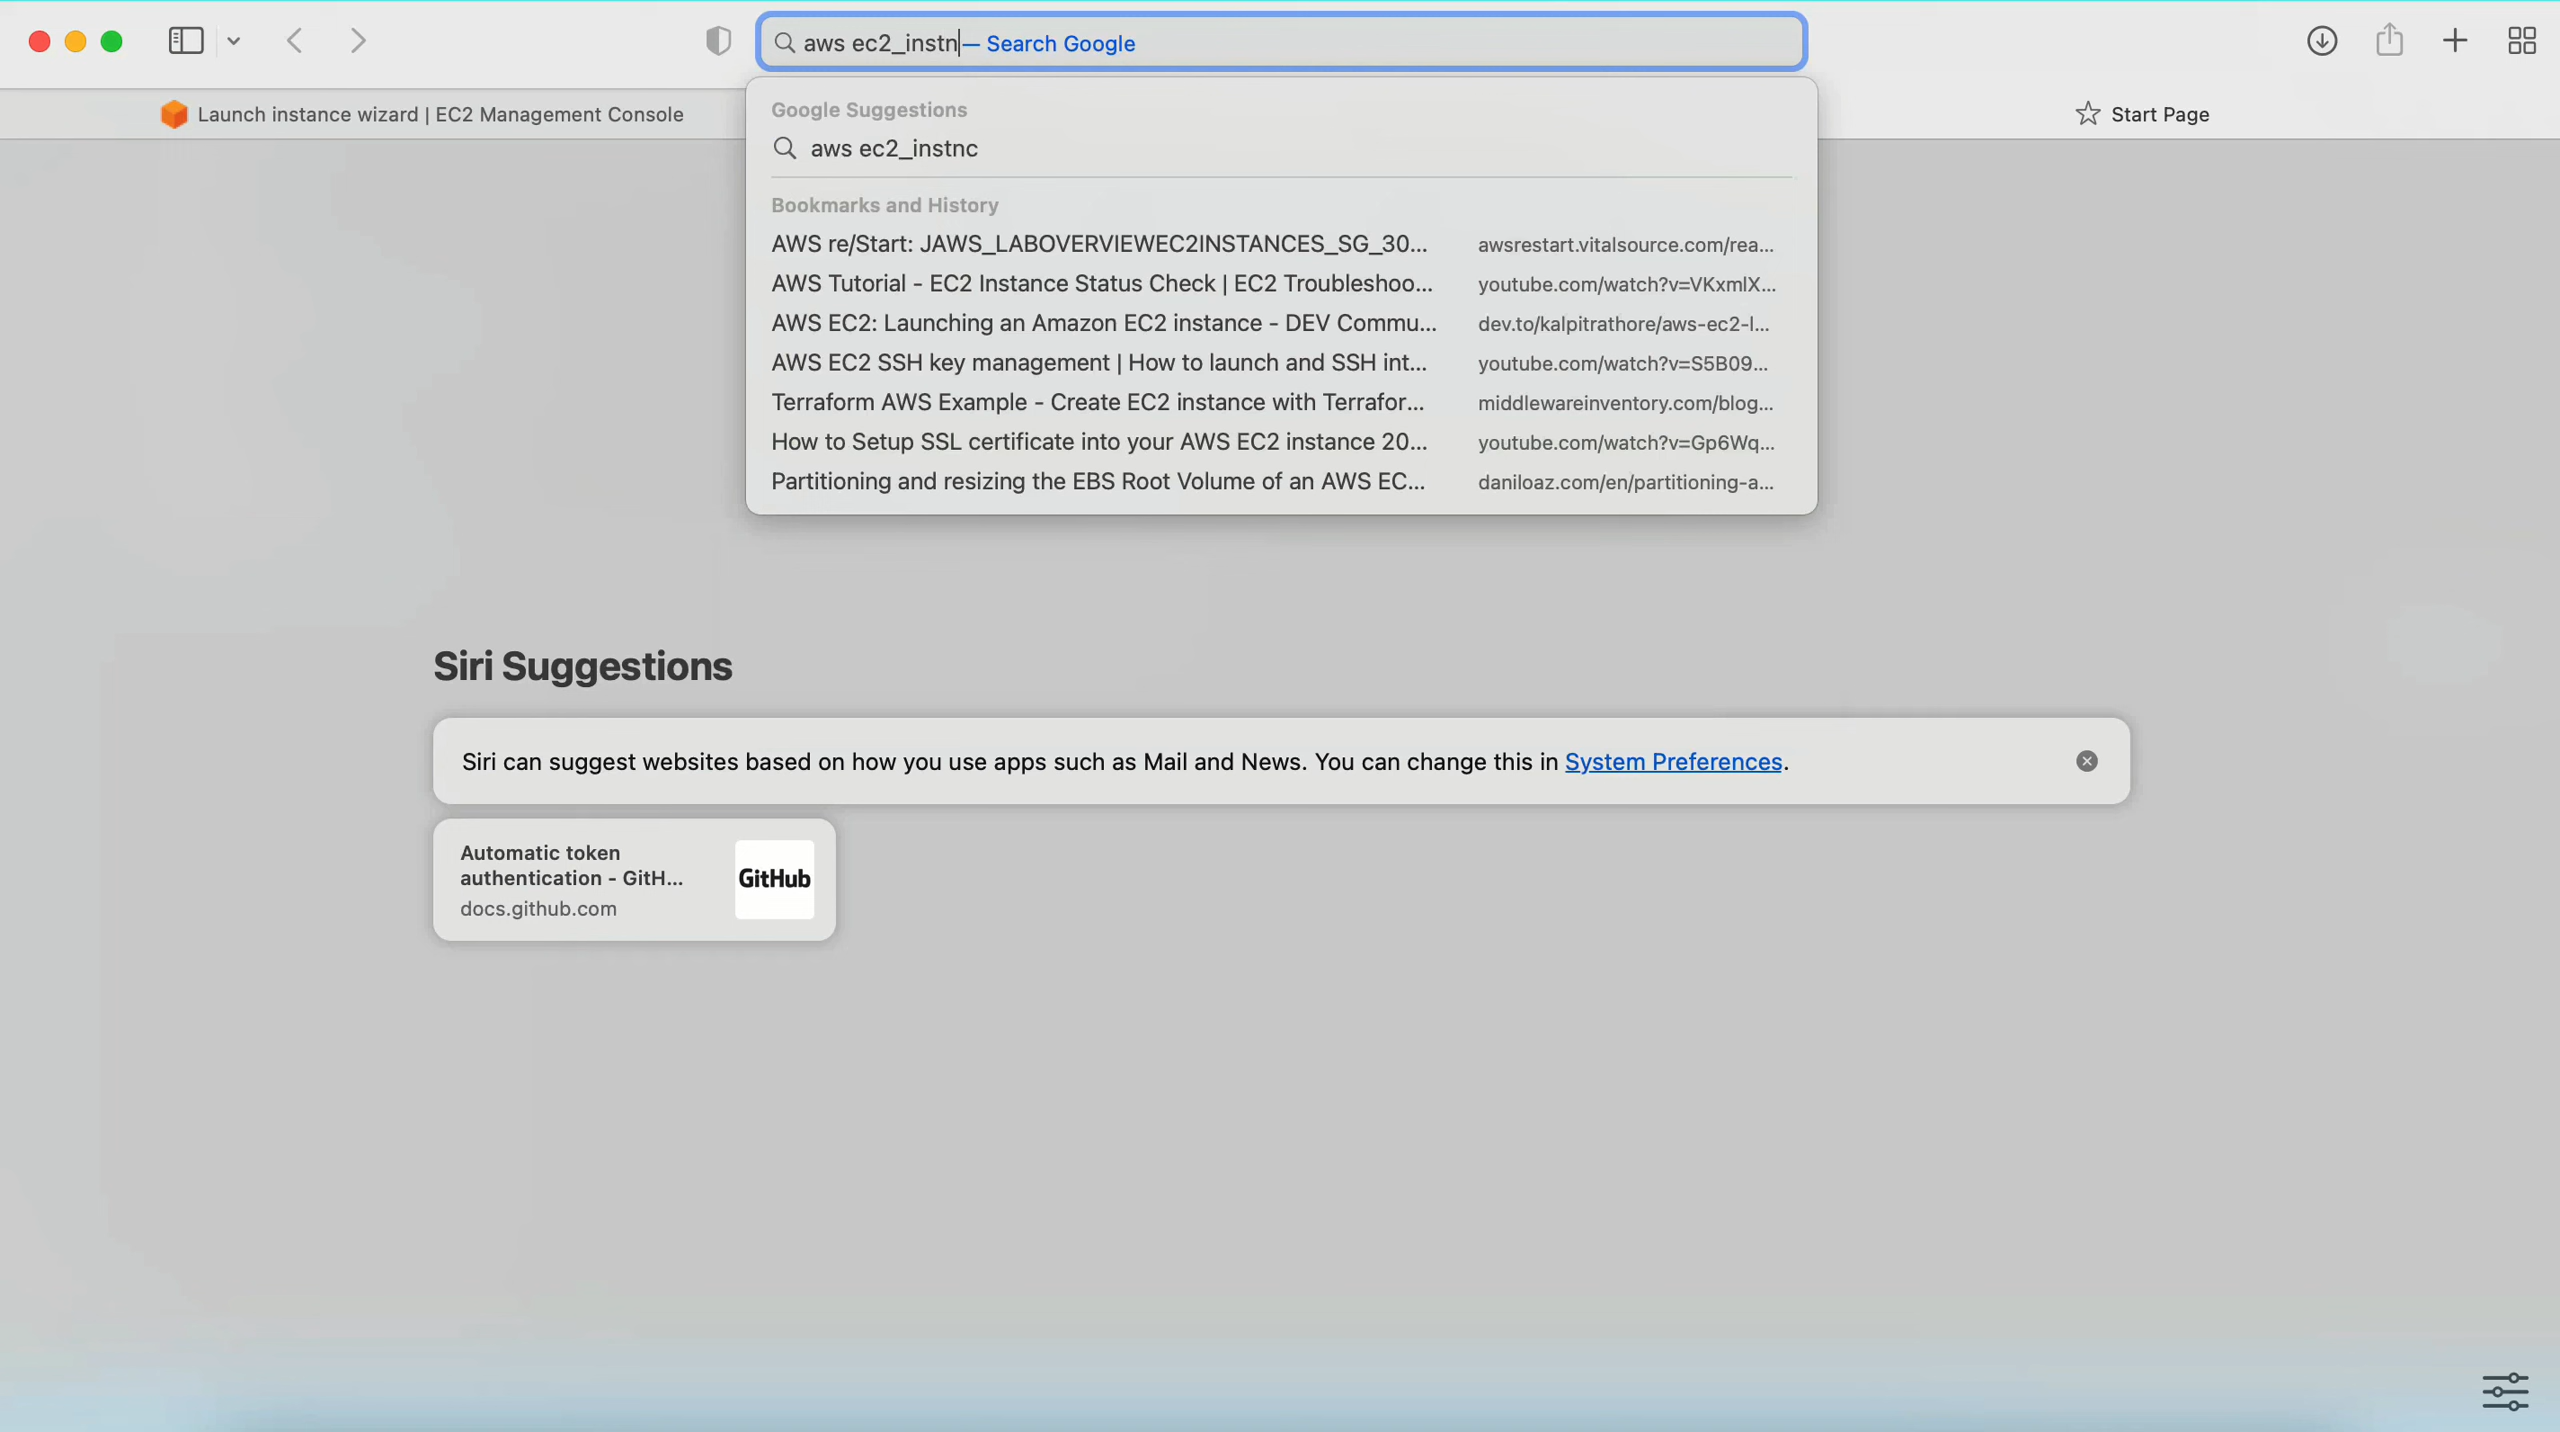 aws ec2_instn — Search Google
Launch instance wizard | EC2 Management Console
Start Page
Google Suggestions
aws ec2_instnc
Bookmarks and History
AWS re/Start: JAWS_LABOVERVIEWEC2INSTANCES_SG_30... awsrestart.vitalsource.com/rea...
AWS Tutorial - EC2 Instance Status Check | EC2 Troubleshoo... youtube.com/watch?v=VKxmlX...
AWS EC2: Launching an Amazon EC2 instance - DEV Commu... dev.to/kalpitrathore/aws-ec2-l...
AWS EC2 SSH key management | How to launch and SSH int... youtube.com/watch?v=S5B09...
Terraform AWS Example - Create EC2 instance with Terrafor... middlewareinventory.com/blog...
How to Setup SSL certificate into your AWS EC2 instance 20... youtube.com/watch?v=Gp6Wq...
Partitioning and resizing the EBS Root Volume of an AWS EC... daniloaz.com/en/partitioning-a...
Siri Suggestions
Siri can suggest websites based on how you use apps such as Mail and News. You can change this in System Preferences.
Automatic token
authentication - GitH...
docs.github.com
GitHub